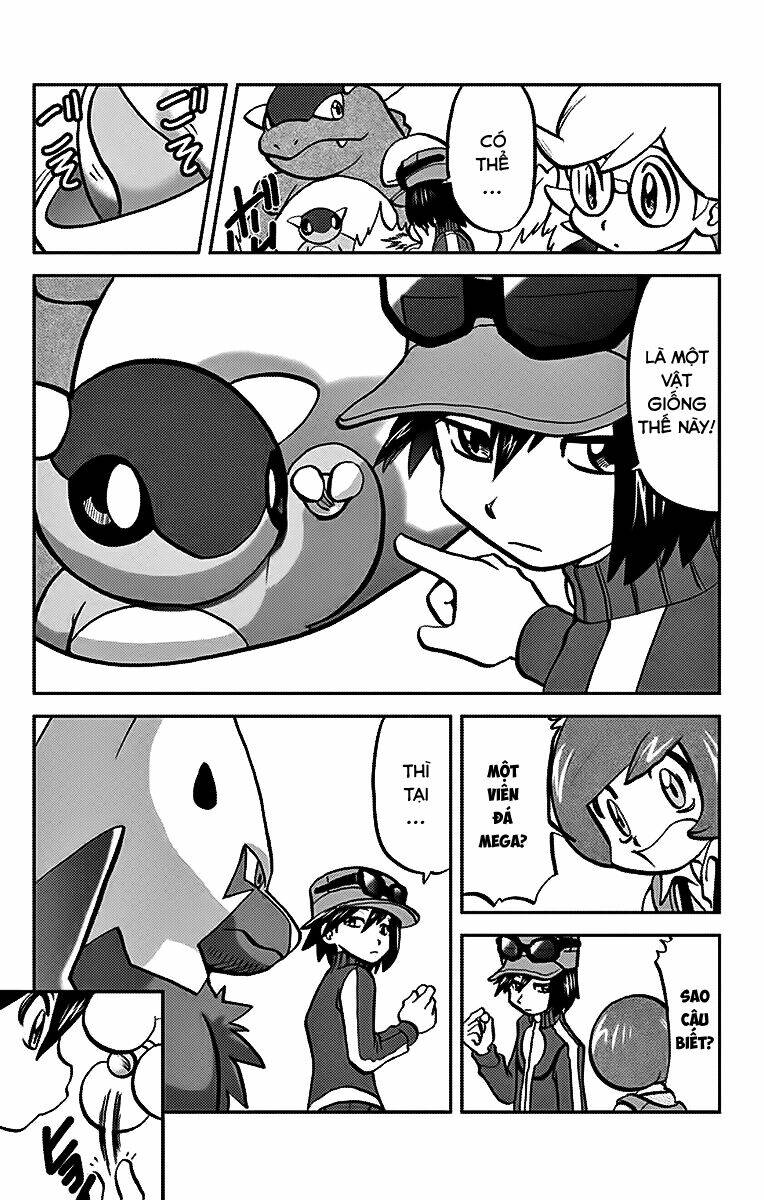 CÓ
THỂ
...
LÀ MỘT
VẬT
GIỐNG
THẾ NÀY!
MỘT
VIÊN
ĐÁ
MEGA?
SAO
CẬU
BIẾT?
THÌ
TẠI
...